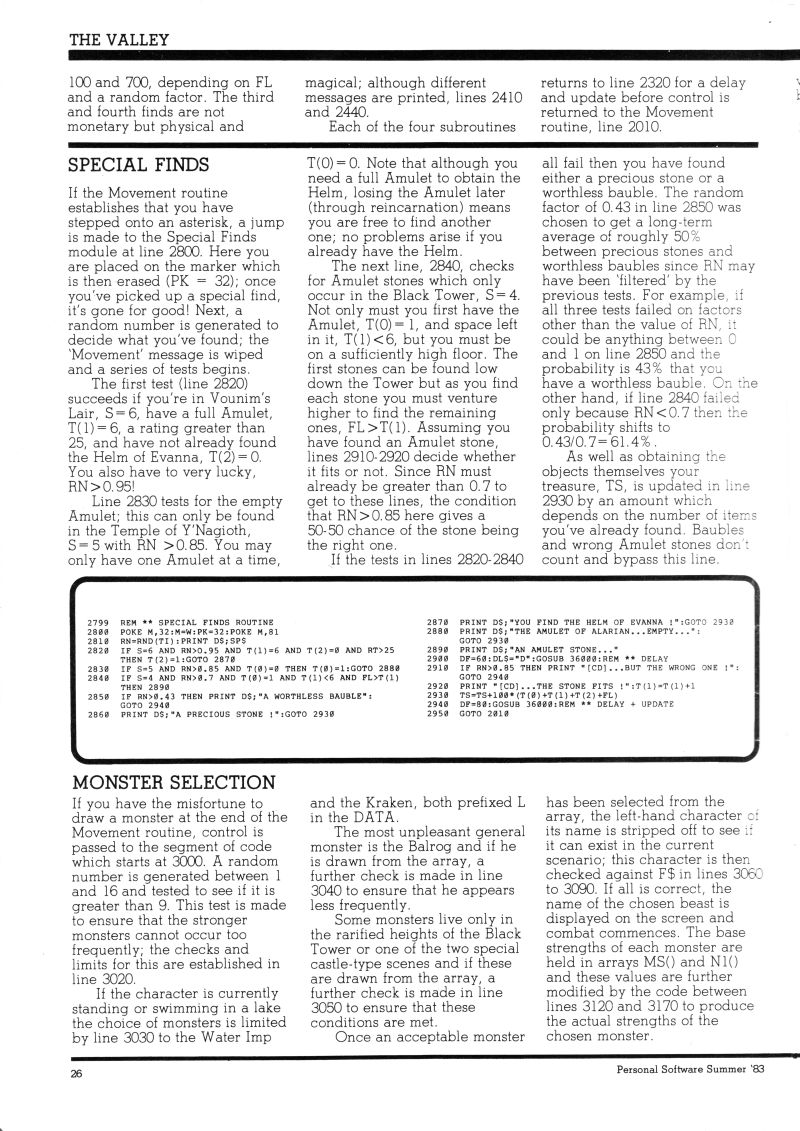 THE VALLEY
100 and 700, depending on FL
and a random factor. The third
and fourth finds are not
monetary but physical and
magical; although different
messages are printed, lines 2410
and 2440.
Each of the four subroutines
returns to line 2320 for a delay
and update before control is
returned to the Movement
routine, line 2010.
SPECIAL FINDS
If the Movement routine
establishes that you have
stepped onto an asterisk, a jump
is made to the Special Finds
module at line 2800. Here you
are placed on the marker which
is then erased (PK = 32); once
you've picked up a special find,
it's gone for good! Next, a
random number is generated to
decide what you've found; the
'Movement' message is wiped
and a series of tests begins.
The first test (line 2820)
succeeds if you're in Vounim's
Lair, S=6, have a full Amulet,
T(1)=6, a rating greater than
25, and have not already found
the Helm of Evanna, T(2)=0.
You also have to very lucky,
RN>0.95!
Line 2830 tests for the empty
Amulet; this can only be found
in the Temple of Y'Nagioth,
S=5 with RN >0.85. You may
only have one Amulet at a time,
T(0)=0. Note that although you
need a full Amulet to obtain the
Helm, losing the Amulet later
(through reincarnation) means
you are free to find another
one; no problems arise if you
already have the Helm.
The next line, 2840, checks
for Amulet stones which only
occur in the Black Tower, S=4.
Not only must you first have the
Amulet, T(0)=1, and space left
in it, T(1)<6, but you must be
on a sufficiently high floor. The
first stones can be found low
down the Tower but as you find
each stone you must venture
higher to find the remaining
ones, FL>T(1). Assuming you
have found an Amulet stone,
lines 2910-2920 decide whether
it fits or not. Since RN must
already be greater than 0.7 to
get to these lines, the condition
that RN>0.85 here gives a
50-50 chance of the stone being
the right one.
If the tests in lines 2820-2840
all fail then you have found
either a precious stone or a
worthless bauble. The random
factor of 0.43 in line 2850 was
chosen to get a long-term
average of roughly 50%
between precious stones and
worthless baubles since RN may
have been 'filtered' by the
previous tests. For example, if
all three tests failed on factors
other than the value of RN, it
could be anything between 0
and 1 on line 2850 and the
probability is 43% that you
have a worthless bauble. On the
other hand, if line 2840 failed
only because RN<0.7 then the
probability shifts to
0.43/0.7=61.4%.
As well as obtaining the
objects themselves your
treasure, TS, is updated in line
2930 by an amount which
depends on the number of items
you've already found. Baubles
and wrong Amulet stones don't
count and bypass this line.
2799 REM ** SPECIAL FINDS ROUTINE
2800 POKE M,32:M=W:PK=32:POKE M,81
2810 RN=RND(TI):PRINT D$;SP$
2820 IF S=6 AND RN>0.95 AND T(1)=6 AND T(2)=0 AND RT>25
THEN T(2)=1:GOTO 2870
2830 IF S=5 AND RN>0.85 AND T(0)=0 THEN T(0)=1:GOTO 2880
2840 IF S=4 AND RN>0.7 AND T(0)=1 AND T(1)<6 AND FL>T(1)
THEN 2890
2850 IF RN>0.43 THEN PRINT D$;"A WORTHLESS BAUBLE":
GOTO 2940
2860 PRINT D$;"A PRECIOUS STONE !":GOTO 2930
2870 PRINT D$;"YOU FIND THE HELM OF EVANNA !":GOTO 2930
2880 PRINT D$;"THE AMULET OF ALARIAN...EMPTY...":
GOTO 2930
2890 PRINT D$;"AN AMULET STONE..."
2900 DF=60:DL$="D":GOSUB 36000:REM ** DELAY
2910 IF RN>0.85 THEN PRINT "[CD]...BUT THE WRONG ONE !":
GOTO 2940
2920 PRINT "[CD]...THE STONE FITS !":T(1)=T(1)+1
2930 TS=TS+100*(T(0)+T(1)+T(2)+FL)
2940 DF=80:GOSUB 36000:REM ** DELAY + UPDATE
2950 GOTO 2010
MONSTER SELECTION
If you have the misfortune to
draw a monster at the end of the
Movement routine, control is
passed to the segment of code
which starts at 3000. A random
number is generated between 1
and 16 and tested to see if it is
greater than 9. This test is made
to ensure that the stronger
monsters cannot occur too
frequently; the checks and
limits for this are established in
line 3020.
If the character is currently
standing or swimming in a lake
the choice of monsters is limited
by line 3030 to the Water Imp
and the Kraken, both prefixed L
in the DATA.
The most unpleasant general
monster is the Balrog and if he
is drawn from the array, a
further check is made in line
3040 to ensure that he appears
less frequently.
Some monsters live only in
the rarified heights of the Black
Tower or one of the two special
castle-type scenes and if these
are drawn from the array, a
further check is made in line
3050 to ensure that these
conditions are met.
Once an acceptable monster
has been selected from the
array, the left-hand character of
its name is stripped off to see if
it can exist in the current
scenario; this character is then
checked against F$ in lines 3060
to 3090. If all is correct, the
name of the chosen beast is
displayed on the screen and
combat commences. The base
strengths of each monster are
held in arrays MS() and N1()
and these values are further
modified by the code between
lines 3120 and 3170 to produce
the actual strengths of the
chosen monster.
26
Personal Software Summer '83